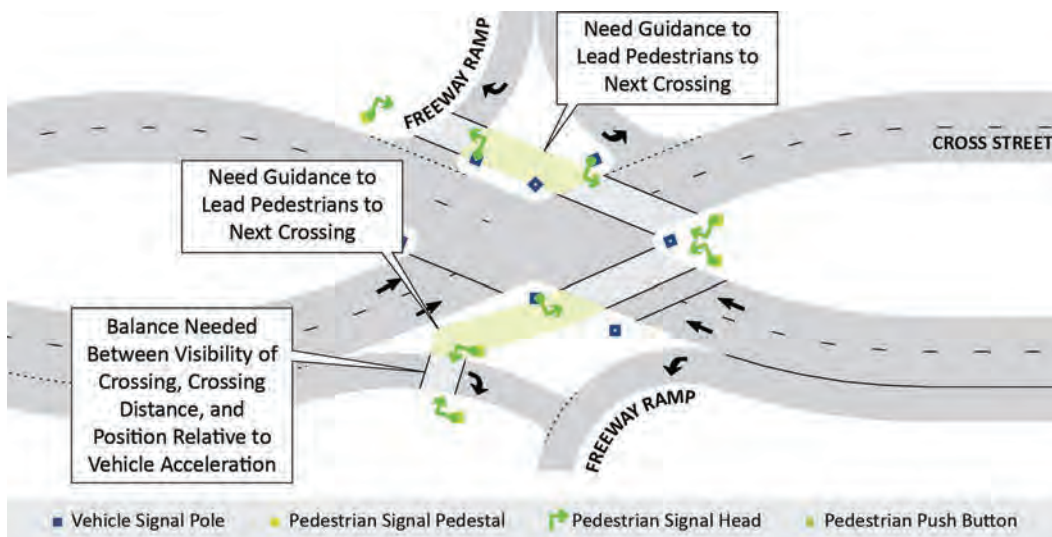 Need Guidance to
Lead Pedestrians to
Next Crossing
FREEWAY RAMP
CROSS STREET
Need Guidance to
Lead Pedestrians to
Next Crossing
Balance Needed
Between Visibility of
Crossing, Crossing
Distance, and
Position Relative to
Vehicle Acceleration
FREEWAY RAMP
Vehicle Signal Pole
Pedestrian Signal Pedestal
Pedestrian Signal Head
Pedestrian Push Button